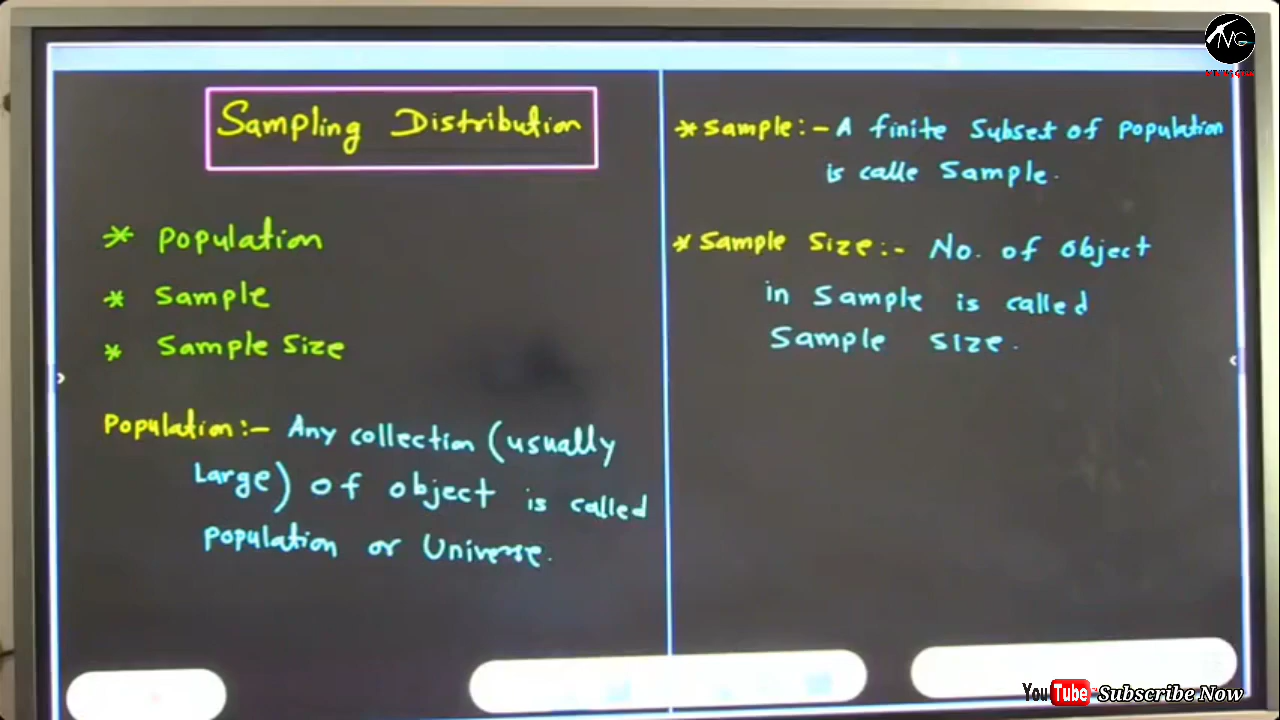 Sampling Distribution
* Population
* Sample
* Sample Size
Population :- Any collection (usually
Large) of object is called
population or Universe.
* Sample :- A finite Subset of population
is calle Sample.
* Sample Size :- No. of object
in Sample is called
Sample size.
YouTube Subscribe Now